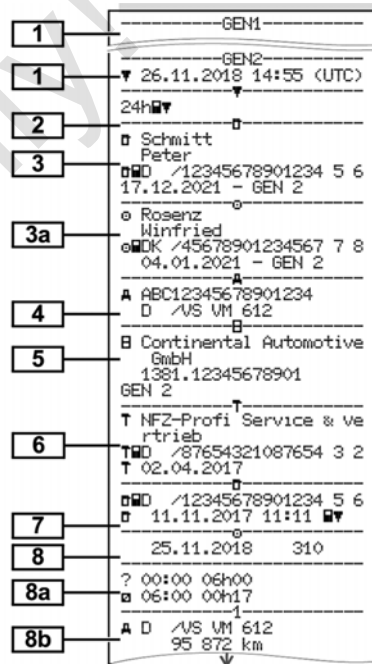 GEN1
1
GEN2
1
26.11.2018 14:55 (UTC)
24h
2
Schmitt
Peter
3
D /12345678901234 5 6
17.12.2021 - GEN 2
Rosenz
3a
Winfried
DK /45678901234567 7 8
04.01.2021 - GEN 2
A
A ABC12345678901234
4
D /VS VM 612
Continental Automotive
5
GmbH
1381.12345678901
GEN 2
T
T NFZ-Profi Service & Ve
rtrieb
6
T D /87654321087654 3 2
T 02.04.2017
D /12345678901234 5 6
7
11.11.2017 11:11
8
25.11.2018 310
? 00:00 06h00
8a
06:00 00h17
1
A D /VS VM 612
8b
95 872 km